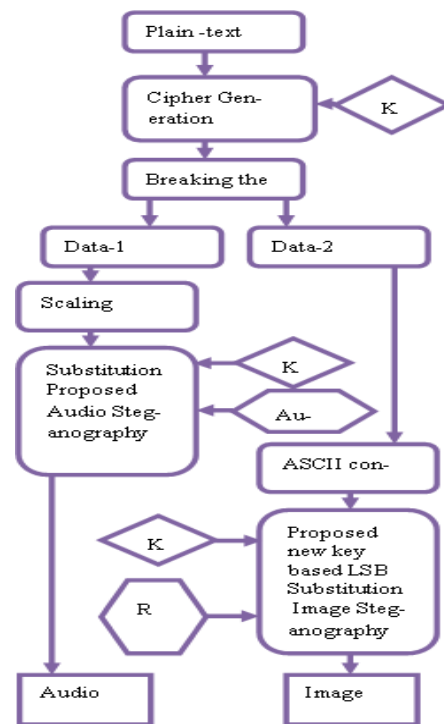 Plain -text
Cipher Gen-
eration
K
Breaking the
Data-1
Data-2
Scaling
Substitution
Proposed
Audio Steg-
anography
K
Au-
ASCII con-
K
Proposed
new key
based LSB
Substitution
Image Steg-
anography
R
Audio
Image